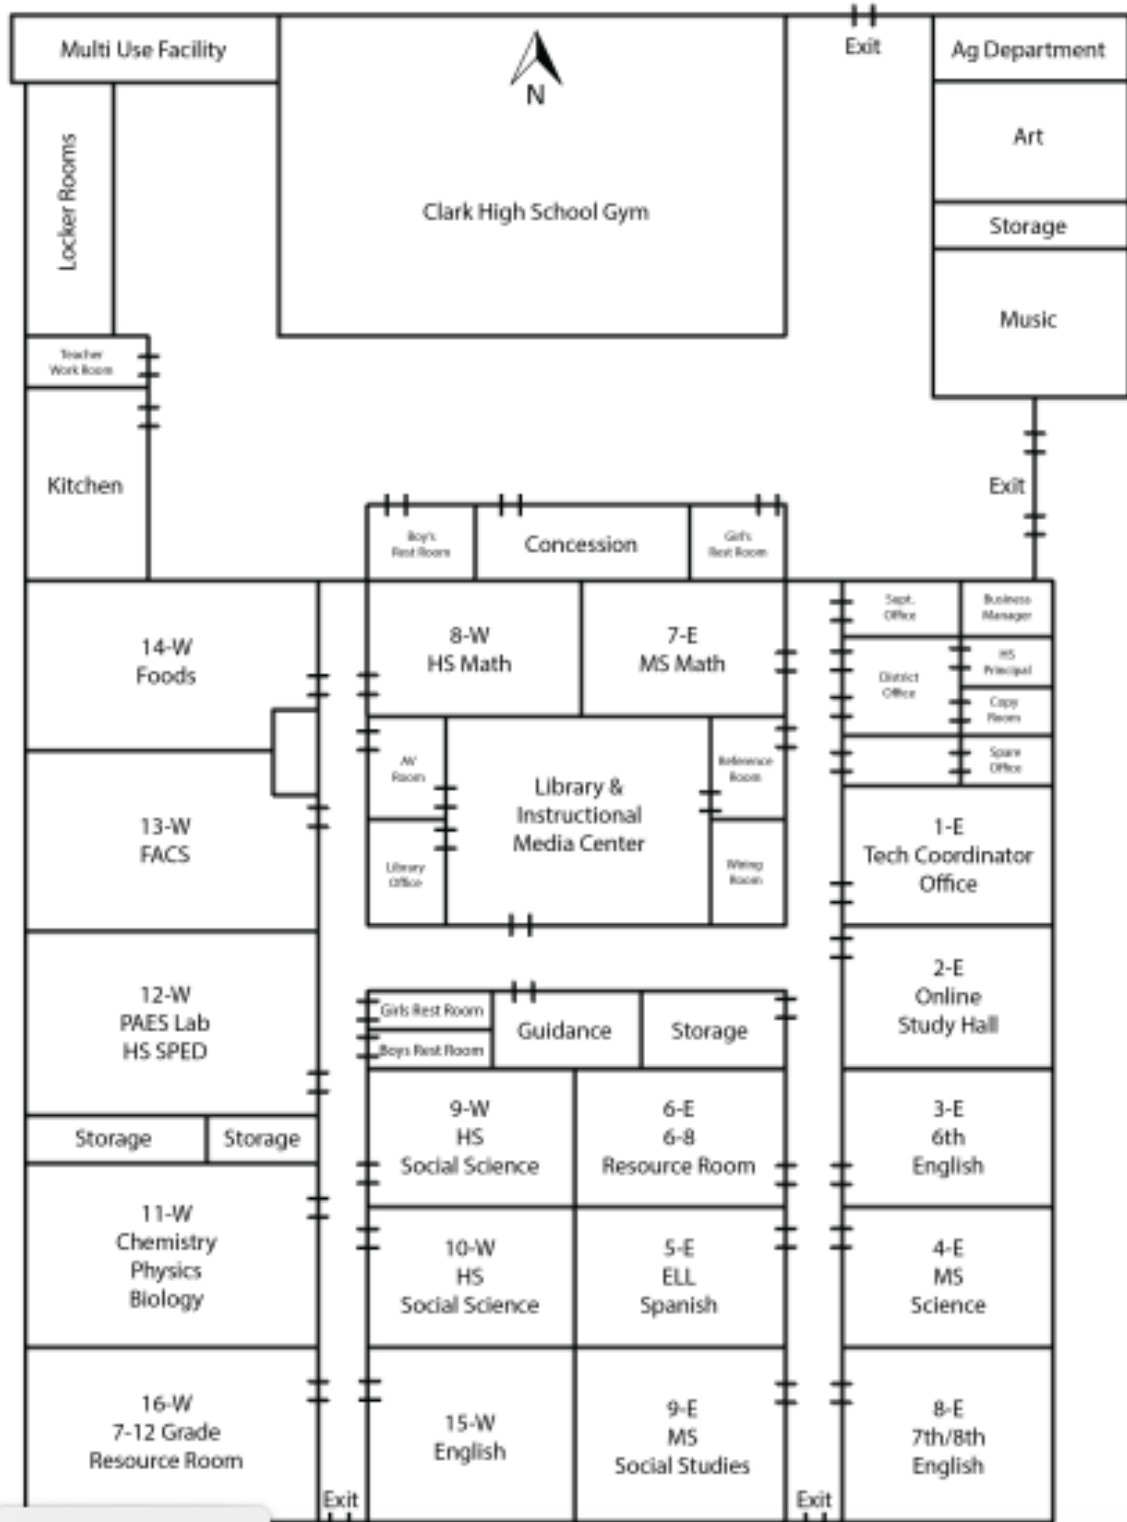 Multi Use Facility
N
Clark High School Gym
Exit
Ag Department
Art
Storage
Music
Locker Rooms
Teacher
Work Room
Kitchen
Exit
Boy's
Rest Room
Concession
Girl's
Rest Room
14-W
Foods
8-W
HS Math
7-E
MS Math
Supt.
Office
Business
Manager
District
Office
HS
Principal
Copy
Room
Spare
Office
AV
Room
Library &
Instructional
Media Center
Reference
Room
Library
Office
Wiring
Room
13-W
FACS
1-E
Tech Coordinator
Office
12-W
PAES Lab
HS SPED
2-E
Online
Study Hall
Girls Rest Room
Boys Rest Room
Guidance
Storage
Storage
Storage
9-W
HS
Social Science
6-E
6-8
Resource Room
3-E
6th
English
11-W
Chemistry
Physics
Biology
10-W
HS
Social Science
5-E
ELL
Spanish
4-E
MS
Science
16-W
7-12 Grade
Resource Room
15-W
English
9-E
MS
Social Studies
8-E
7th/8th
English
Exit
Exit